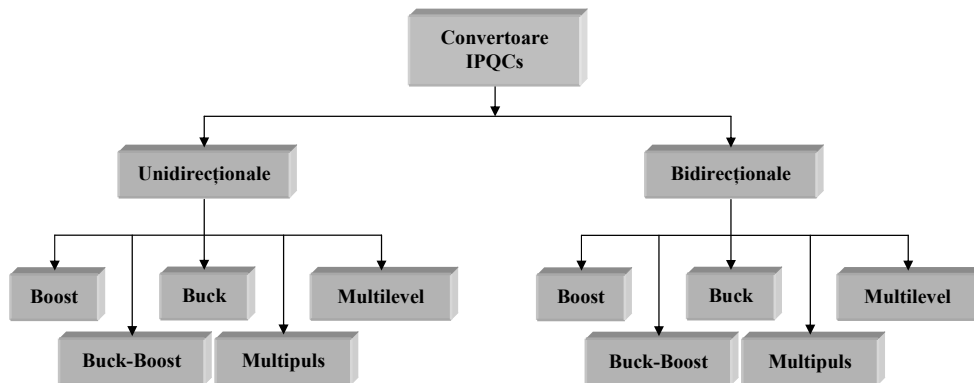 Convertoare
IPQCs
Unidirecționale
Bidirecționale
Boost
Buck
Multilevel
Boost
Buck
Multilevel
Buck-Boost
Multipuls
Buck-Boost
Multipuls